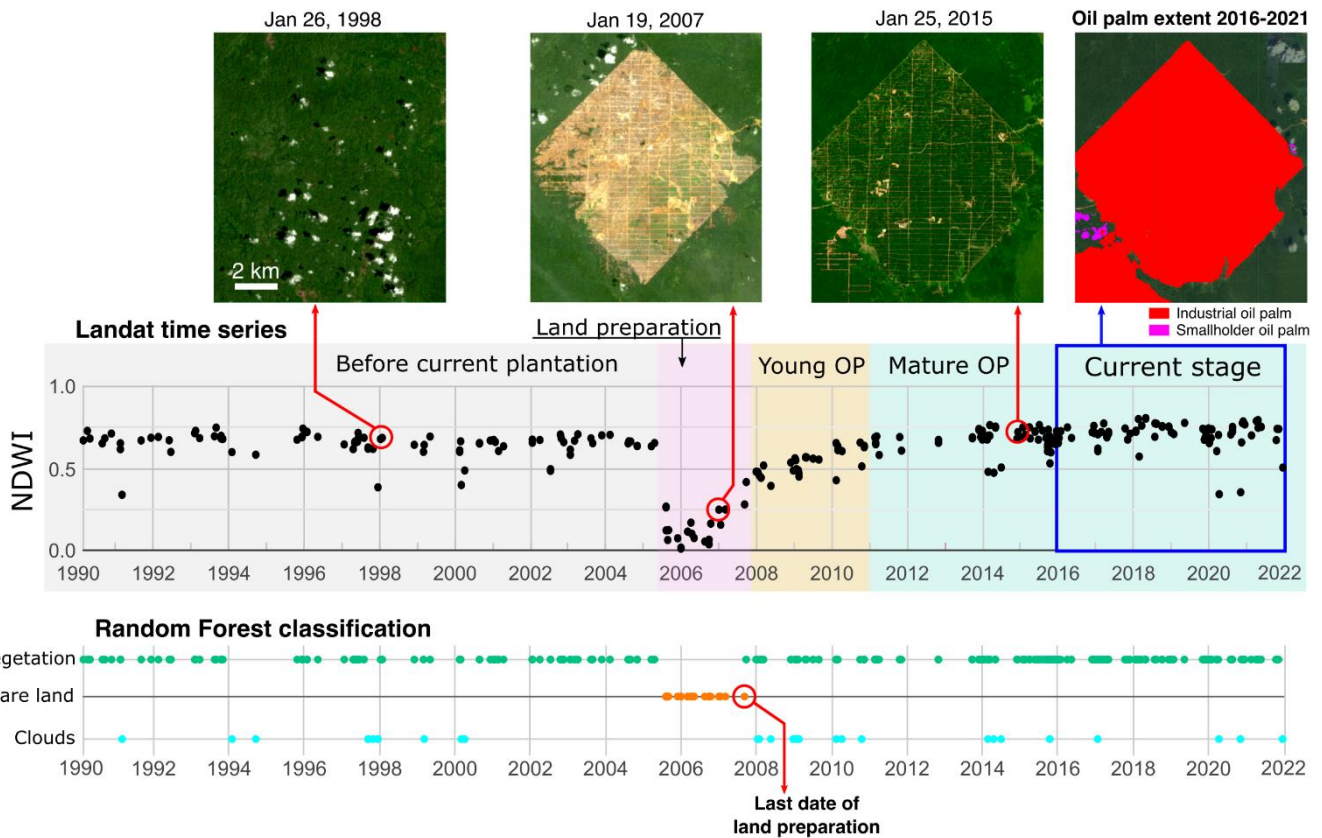 Jan 26, 1998
Jan 19, 2007
Jan 25, 2015
Oil palm extent 2016-2021
2 km
Industrial oil palm
Smallholder oil palm
Landat time series
Land preparation
Before current plantation
Young OP
Mature OP
Current stage
1.0
0.5
0.0
NDWI
1990 1992 1994 1996 1998 2000 2002 2004 2006 2008 2010 2012 2014 2016 2018 2020 2022
Random Forest classification
egetation
are land
Clouds
1990 1992 1994 1996 1998 2000 2002 2004 2006 2008 2010 2012 2014 2016 2018 2020 2022
Last date of
land preparation